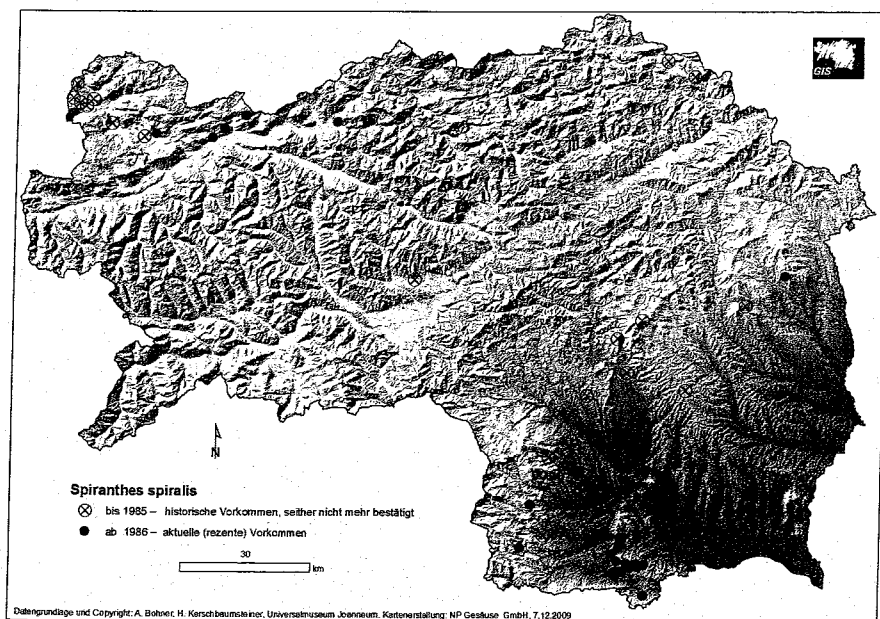 GIS
N
Spiranthes spiralis
bis 1985 – historische Vorkommen, seither nicht mehr bestätigt
ab 1986 – aktuelle (rezente) Vorkommen
30
km
Datengrundlage und Copyright: A. Bohner, H. Kerschbaumsteiner, Universalmuseum Joanneum. Kartenerstellung: NP Gesäuse GmbH, 7.12.2009